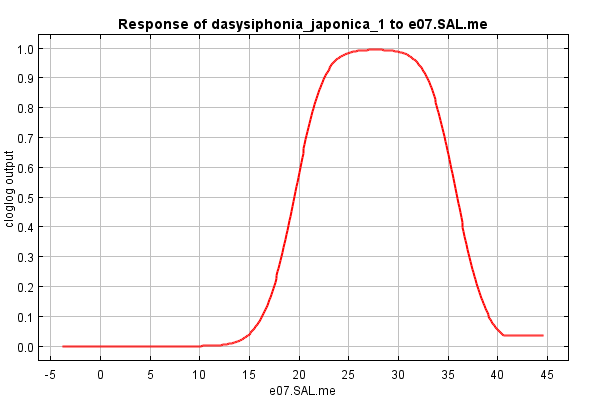 Response of dasysiphonia_japonica_1 to e07.SAL.me
cloglog output
1.0
0.9
0.8
0.7
0.6
0.5
0.4
0.3
0.2
0.1
0.0
-5 0 5 10 15 20 25 30 35 40 45
e07.SAL.me